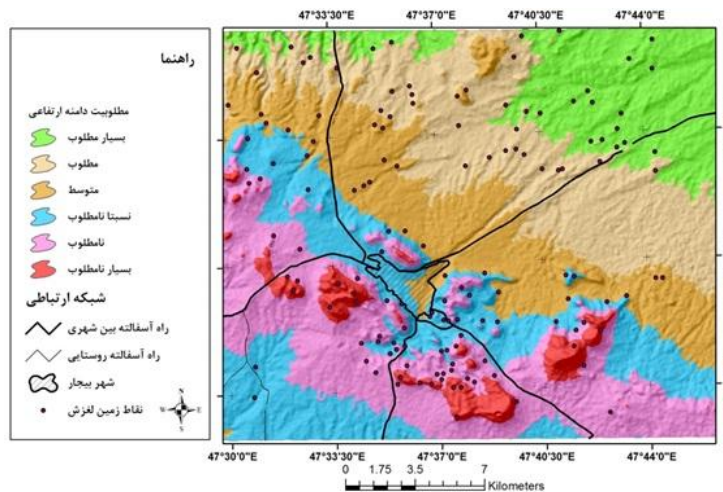 راهنما
مطلوبیت دامنه ارتفاعی
بسیار مطلوب
مطلوب
متوسط
نسبتا نامطلوب
نامطلوب
بسیار نامطلوب
شبکه ارتباطی
راه آسفالته بین شهری
راه آسفالته روستایی
شهر بیجار
نقاط زمین لغزش
N
W E
S
47°33'30"E 47°37'0"E 47°40'30"E 47°44'0"E
47°30'0"E 47°33'30"E 47°37'0"E 47°40'30"E 47°44'0"E
0 1.75 3.5 7
Kilometers